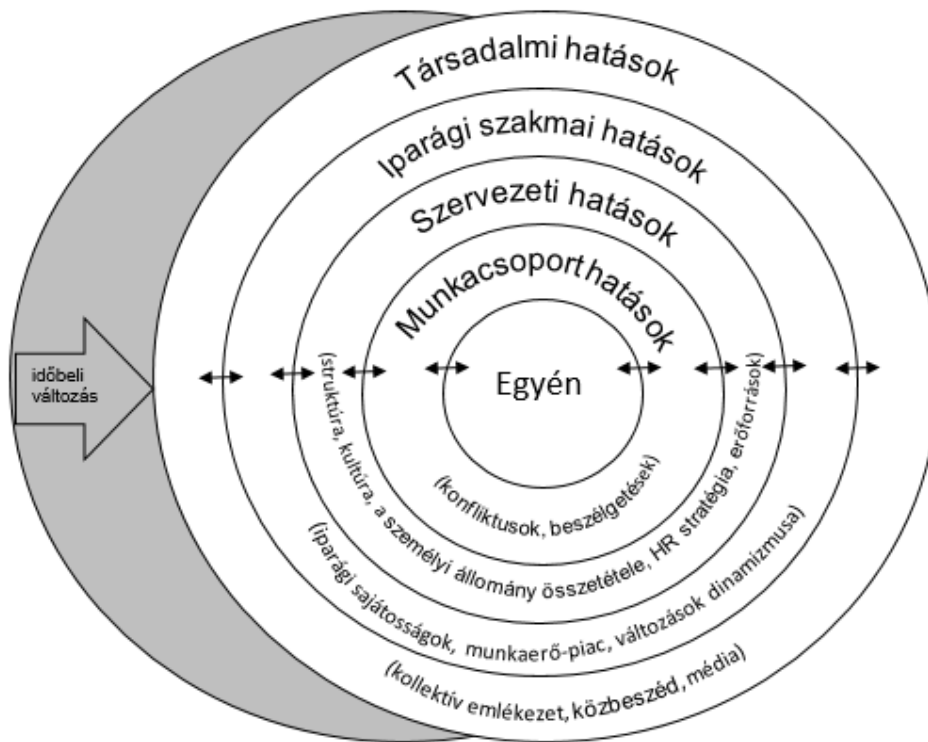 Társadalmi hatások
Iparági szakmai hatások
Szervezeti hatások
Munkacsoport hatások
Egyén
időbeli
változás
(konfliktusok, beszélgetések)
(struktúra, kultúra, a személyi állomány összetétele, HR stratégia, erőforrások)
(iparági sajátosságok, munkaerő-piac, változások dinamizmusa)
(kollektív emlékezet, közbeszéd, média)